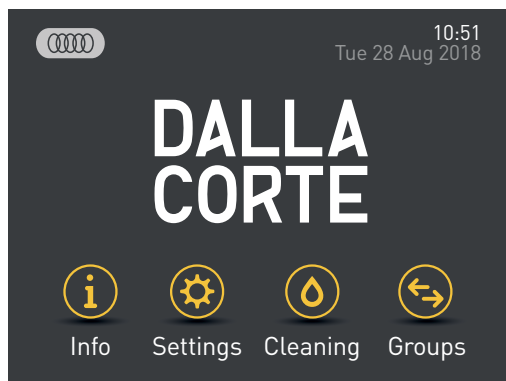 10:51
Tue 28 Aug 2018
DALLA
CORTE
Info
Settings
Cleaning
Groups